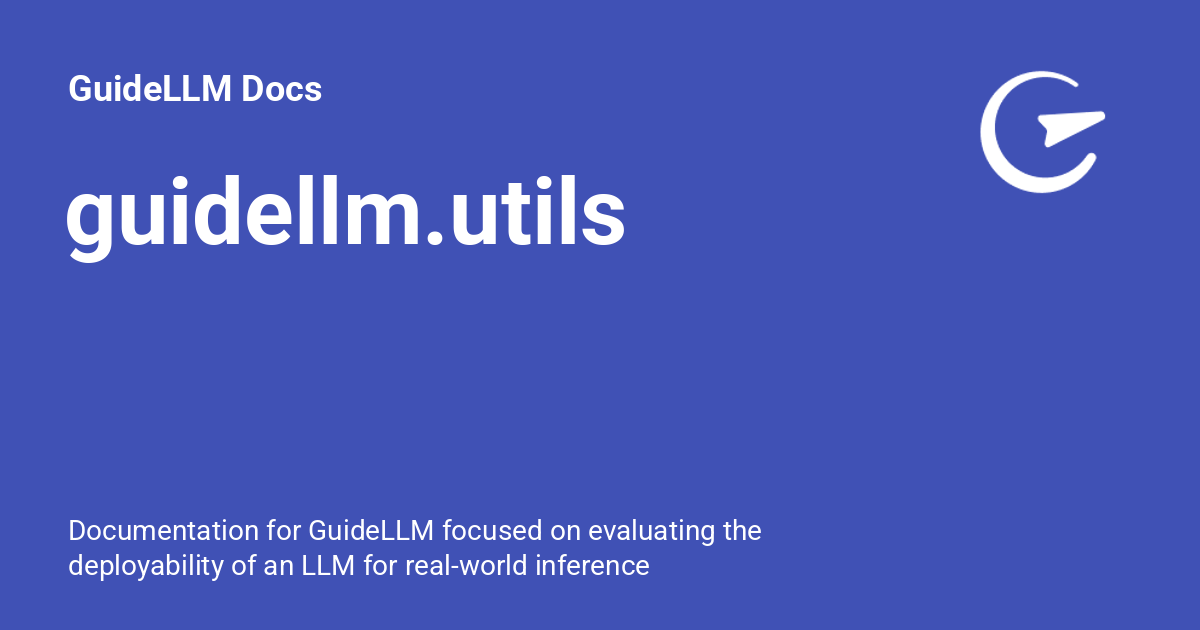 GuideLLM Docs
guidellm.utils
Documentation for GuideLLM focused on evaluating the
deployability of an LLM for real-world inference